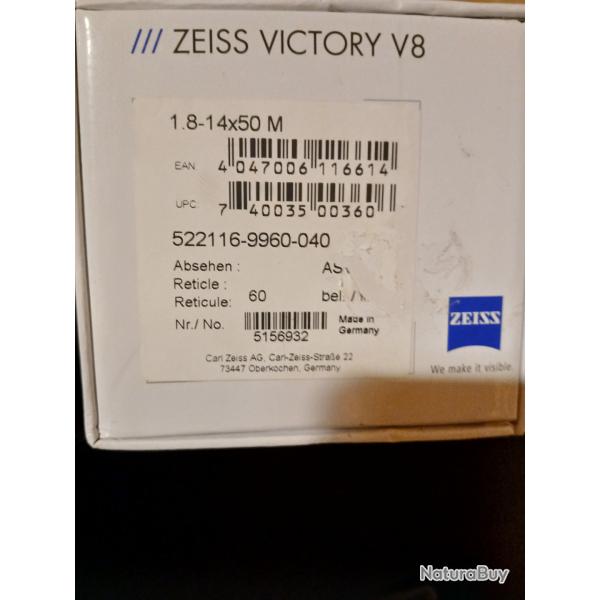 /// ZEISS VICTORY V8
1.8-14x50 M
EAN: 4 047006 116614
UPC: 7 40035 00360
522116-9960-040
Absehen :
Reticle :
Reticule: 60 bel. /
Nr./ No. 5156932
Made in
Germany
Carl Zeiss AG, Carl-Zeiss-Straße 22
73447 Oberkochen, Germany
ZEISS
We make it visible.
NaturaBuy